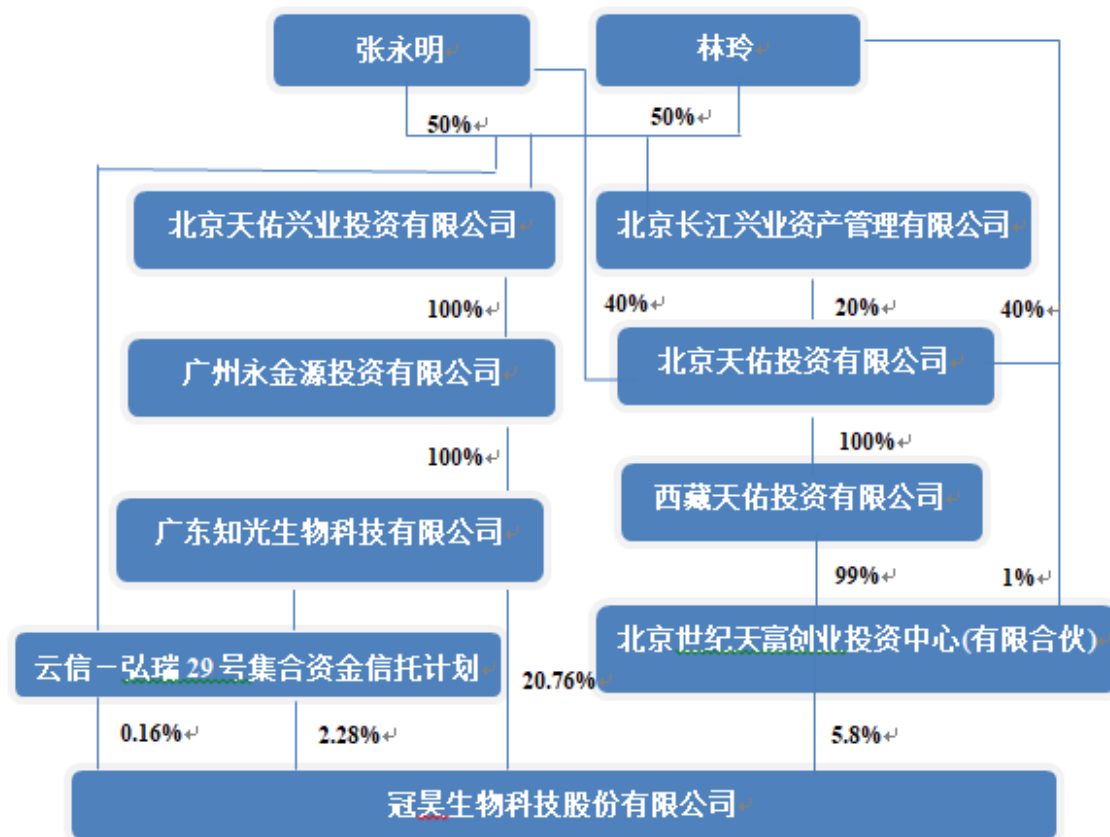 张永明
林玲
50%
50%
北京天佑兴业投资有限公司
北京长江兴业资产管理有限公司
100%
40%
20%
40%
广州永金源投资有限公司
北京天佑投资有限公司
100%
100%
西藏天佑投资有限公司
广东知光生物科技有限公司
99%
1%
云信－弘瑞29号集合资金信托计划
北京世纪天富创业投资中心(有限合伙)
20.76%
0.16%
2.28%
5.8%
冠昊生物科技股份有限公司